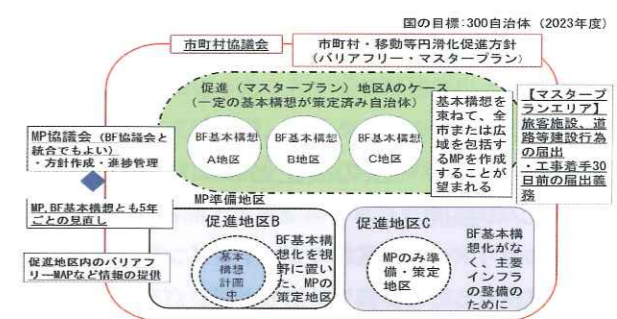 国の目標:300自治体(2023年度)
市町村協議会
市町村・移動等円滑化促進方針
(バリアフリー・マスタープラン)
促進(マスタープラン)地区Aのケース
(一定の基本構想が策定済み自治体)
BF基本構想
A地区
BF基本構想
B地区
BF基本構想
C地区
基本構想を
束ねて、全
市または広
域を包括す
るMPを作成
することが
望まれる
【マスタープ
ランエリア】
旅客施設、道
路等建設行為
の届出
・工事着手30
日前の届出義
務
MP協議会(BF協議会と
統合でもよい)
・方針作成・進捗管理
MP,BF基本構想とも5年
ごとの見直し
促進地区内のバリアフ
リーMAPなど情報の提供
MP準備地区
促進地区B
基本
構想
計画
中
BF基本構
想化を視
野に置い
た、MPの
策定地区
促進地区C
MPのみ準
備・策定
地区
BF基本構
想化がな
く、主要イ
ンフラ
の整備の
ために